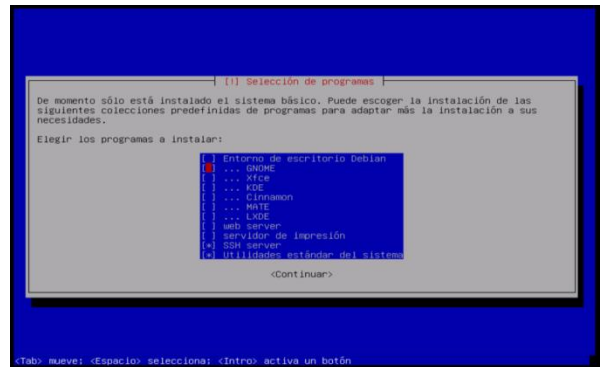 [!] Selección de programas
De momento sólo está instalado el sistema básico. Puede escoger la instalación de las
siguientes colecciones predefinidas de programas para adaptar más la instalación a sus
necesidades.
Elegir los programas a instalar:
[ ] Entorno de escritorio Debian
[ ] ... GNOME
[ ] ... Xfce
[ ] ... KDE
[ ] ... Cinnamon
[ ] ... MATE
[ ] ... LXDE
[ ] web server
[ ] servidor de impresión
[*] SSH server
[*] Utilidades estándar del sistema
<Continuar>
<Tab> mueve; <Espacio> selecciona; <Intro> activa un botón